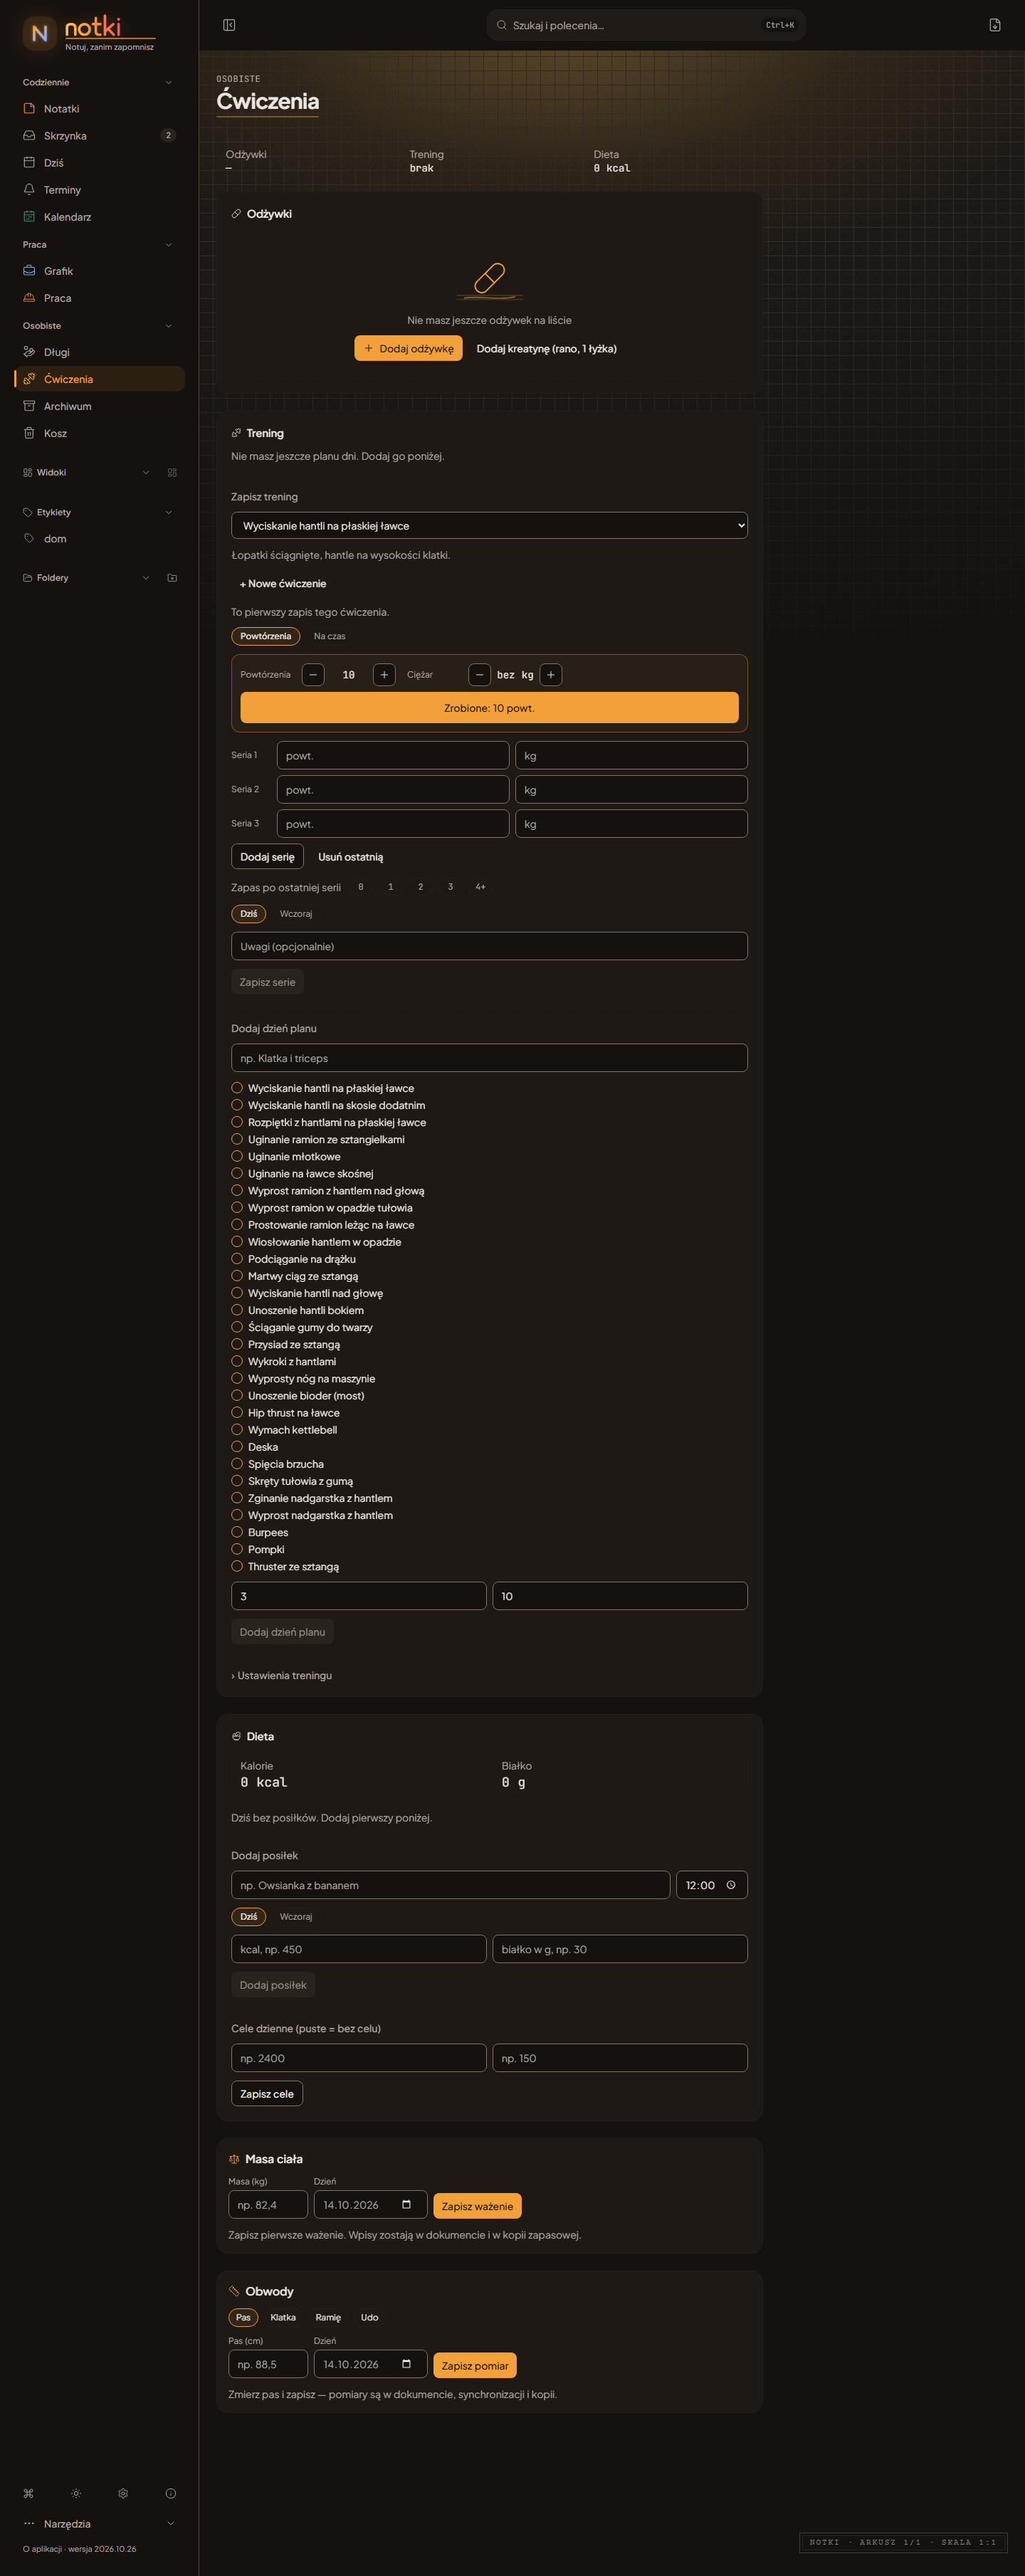 N notki
Notuj, zanim zapomnisz
Codziennie
Notatki
Skrzynka 2
Dziś
Terminy
Kalendarz
Praca
Grafik
Praca
Osobiste
Długi
Ćwiczenia
Archiwum
Kosz
Widoki
Etykiety
dom
Foldery
Narzędzia
O aplikacji · wersja 2026.10.26
Szukaj i polecenia… Ctrl+K
OSOBISTE
Ćwiczenia
Odżywki Trening Dieta
— brak 0 kcal
Odżywki
Nie masz jeszcze odżywek na liście
+ Dodaj odżywkę Dodaj kreatynę (rano, 1 łyżka)
Trening
Nie masz jeszcze planu dni. Dodaj go poniżej.
Zapisz trening
Wyciskanie hantli na płaskiej ławce
Łopatki ściągnięte, hantle na wysokości klatki.
+ Nowe ćwiczenie
To pierwszy zapis tego ćwiczenia.
Powtórzenia Na czas
Powtórzenia − 10 + Ciężar − bez kg +
Zrobione: 10 powt.
Seria 1 powt. kg
Seria 2 powt. kg
Seria 3 powt. kg
Dodaj serię Usuń ostatnią
Zapas po ostatniej serii 0 1 2 3 4+
Dziś Wczoraj
Uwagi (opcjonalnie)
Zapisz serie
Dodaj dzień planu
np. Klatka i triceps
Wyciskanie hantli na płaskiej ławce
Wyciskanie hantli na skosie dodatnim
Rozpiętki z hantlami na płaskiej ławce
Uginanie ramion ze sztangielkami
Uginanie młotkowe
Uginanie na ławce skośnej
Wyprost ramion z hantlem nad głową
Wyprost ramion w opadzie tułowia
Prostowanie ramion leżąc na ławce
Wiosłowanie hantlem w opadzie
Podciąganie na drążku
Martwy ciąg ze sztangą
Wyciskanie hantli nad głowę
Unoszenie hantli bokiem
Ściąganie gumy do twarzy
Przysiad ze sztangą
Wykroki z hantlami
Wyprosty nóg na maszynie
Unoszenie bioder (most)
Hip thrust na ławce
Wymach kettlebell
Deska
Spięcia brzucha
Skręty tułowia z gumą
Zginanie nadgarstka z hantlem
Wyprost nadgarstka z hantlem
Burpees
Pompki
Thruster ze sztangą
3 10
Dodaj dzień planu
› Ustawienia treningu
Dieta
Kalorie Białko
0 kcal 0 g
Dziś bez posiłków. Dodaj pierwszy poniżej.
Dodaj posiłek
np. Owsianka z bananem 12:00
Dziś Wczoraj
kcal, np. 450 białko w g, np. 30
Dodaj posiłek
Cele dzienne (puste = bez celu)
np. 2400 np. 150
Zapisz cele
Masa ciała
Masa (kg) Dzień
np. 82,4 14.10.2026 Zapisz ważenie
Zapisz pierwsze ważenie. Wpisy zostają w dokumencie i w kopii zapasowej.
Obwody
Pas Klatka Ramię Udo
Pas (cm) Dzień
np. 88,5 14.10.2026 Zapisz pomiar
Zmierz pas i zapisz — pomiary są w dokumencie, synchronizacji i kopii.
NOTKI · ARKUSZ 1/1 · SKALA 1:1